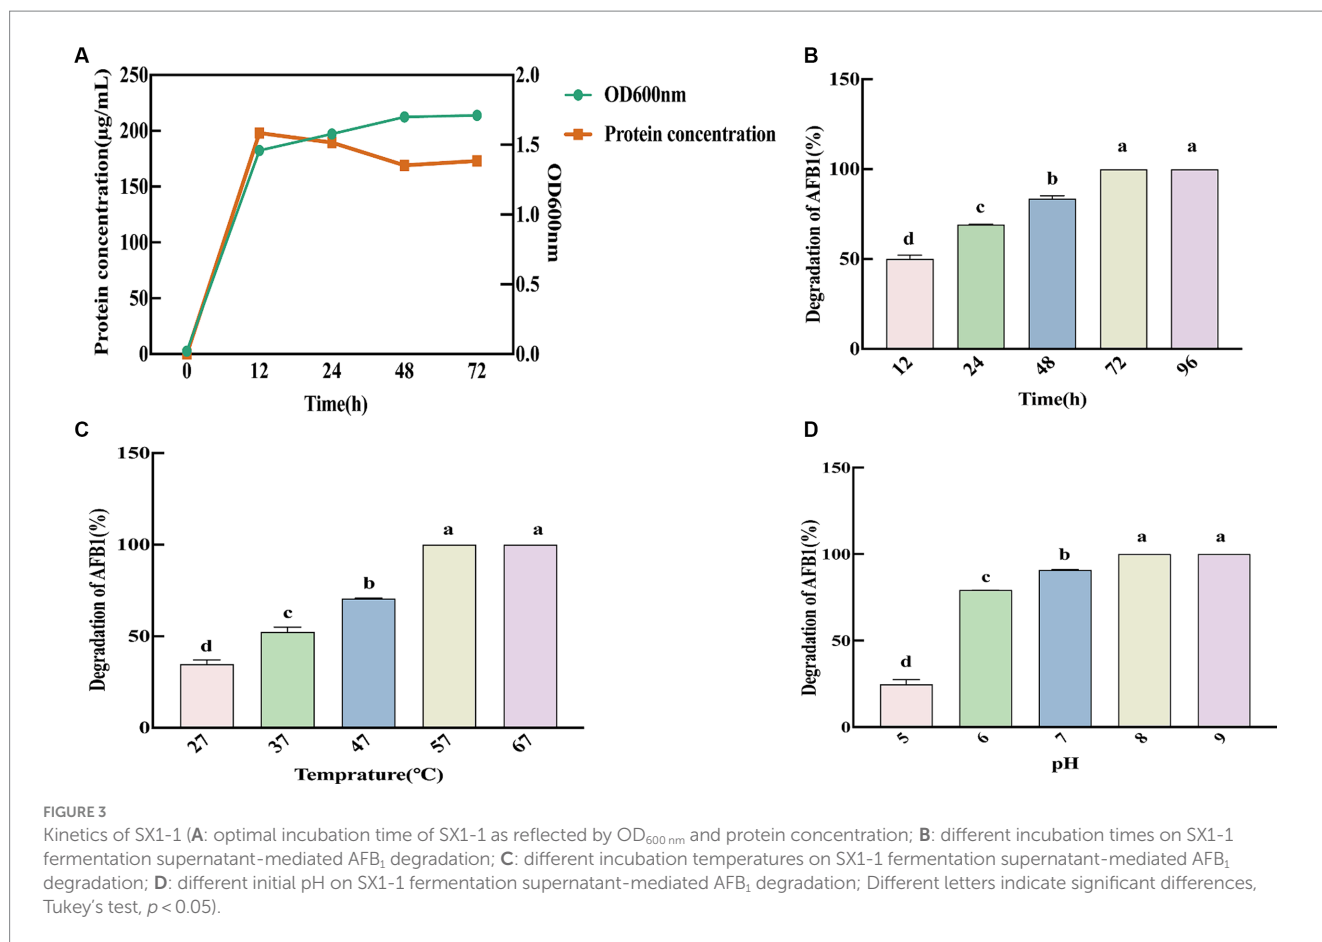 A
Protein concentration(μg/mL)
250
200
150
100
50
0
2.0
1.5
1.0
0.5
0.0
OD600nm
0 12 24 48 72
Time(h)
OD600nm
Protein concentration
B
Degradation of AFB1(%)
150
100
50
0
d c b a a
12 24 48 72 96
Time(h)
C
Degradation of AFB1(%)
150
100
50
0
d c b a a
27 37 47 57 67
Temprature(°C)
D
Degradation of AFB1(%)
150
100
50
0
d c b a a
5 6 7 8 9
pH
FIGURE 3
Kinetics of SX1-1 (A: optimal incubation time of SX1-1 as reflected by OD600 nm and protein concentration; B: different incubation times on SX1-1
fermentation supernatant-mediated AFB1 degradation; C: different incubation temperatures on SX1-1 fermentation supernatant-mediated AFB1
degradation; D: different initial pH on SX1-1 fermentation supernatant-mediated AFB1 degradation; Different letters indicate significant differences,
Tukey's test, p < 0.05).